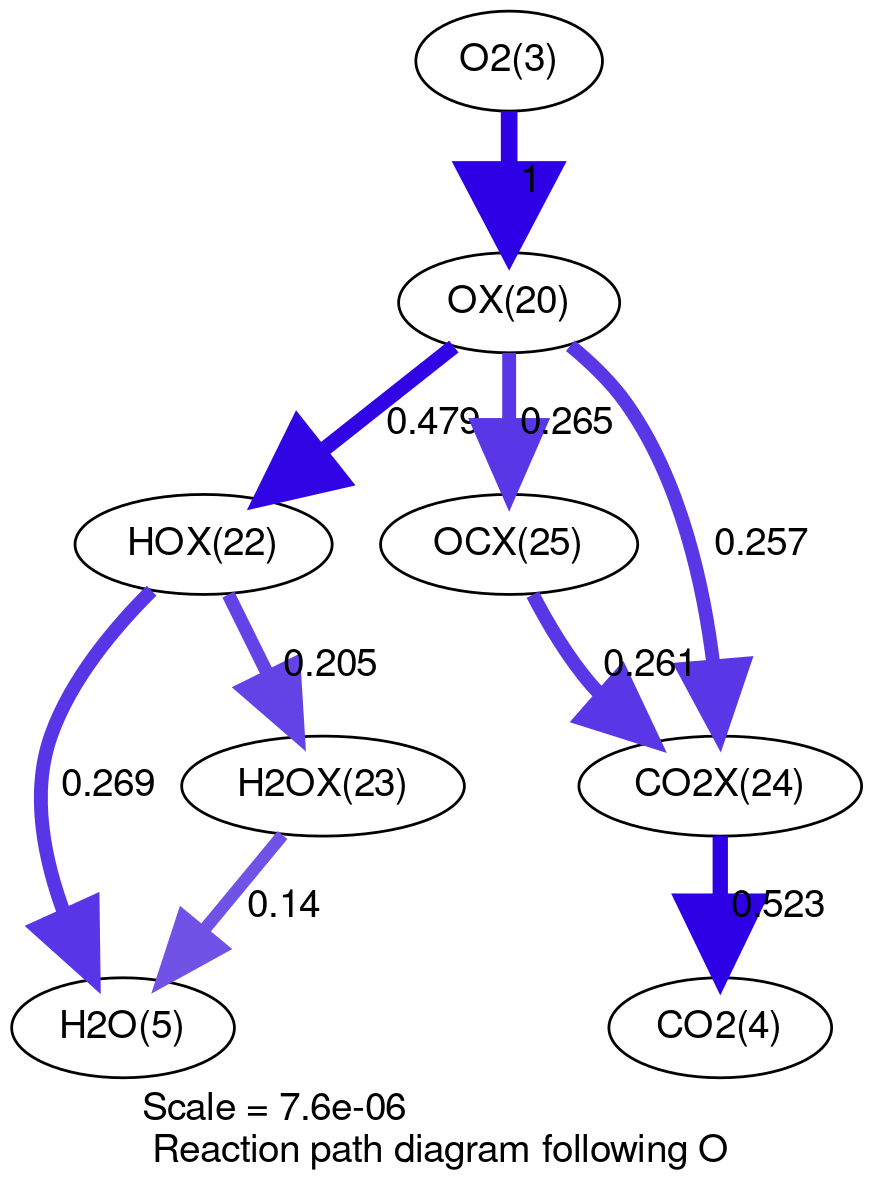 O2(3)
1
OX(20)
0.479
0.265
0.257
HOX(22)
OCX(25)
0.205
0.261
0.269
H2OX(23)
CO2X(24)
0.14
0.523
H2O(5)
CO2(4)
Scale = 7.6e-06
Reaction path diagram following O